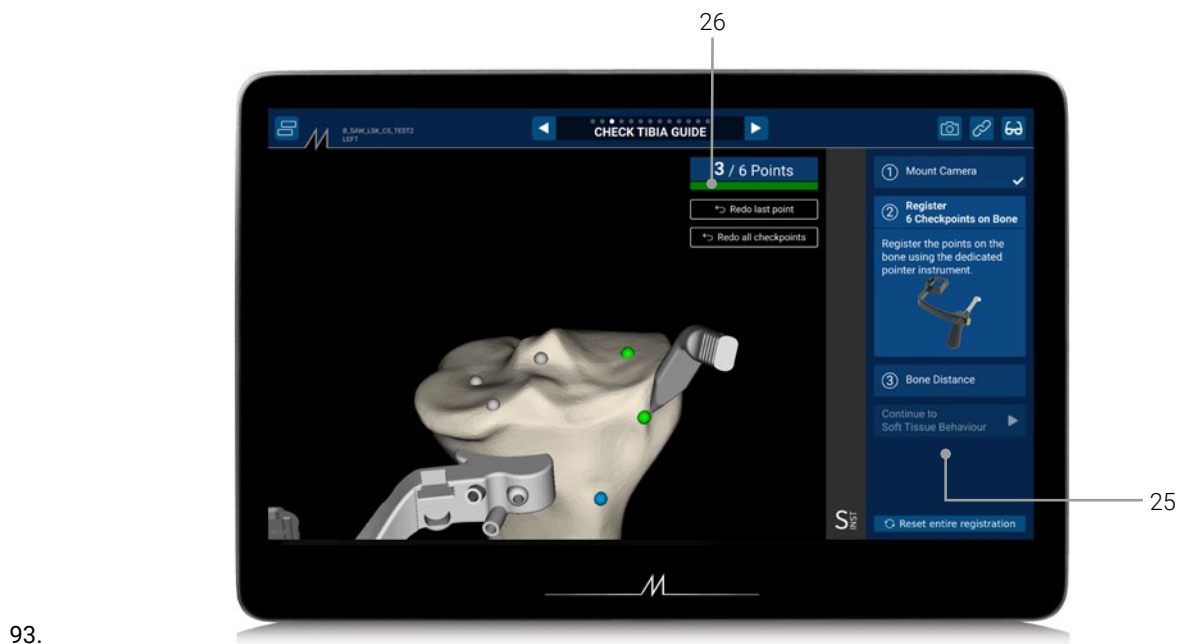 26
B_SAW_LSK_CS_TEST2
LEFT
CHECK TIBIA GUIDE
3 / 6 Points
Redo last point
Redo all checkpoints
1 Mount Camera
2 Register
6 Checkpoints on Bone
Register the points on the
bone using the dedicated
pointer instrument.
3 Bone Distance
Continue to
Soft Tissue Behaviour
25
S INST
Reset entire registration
93.